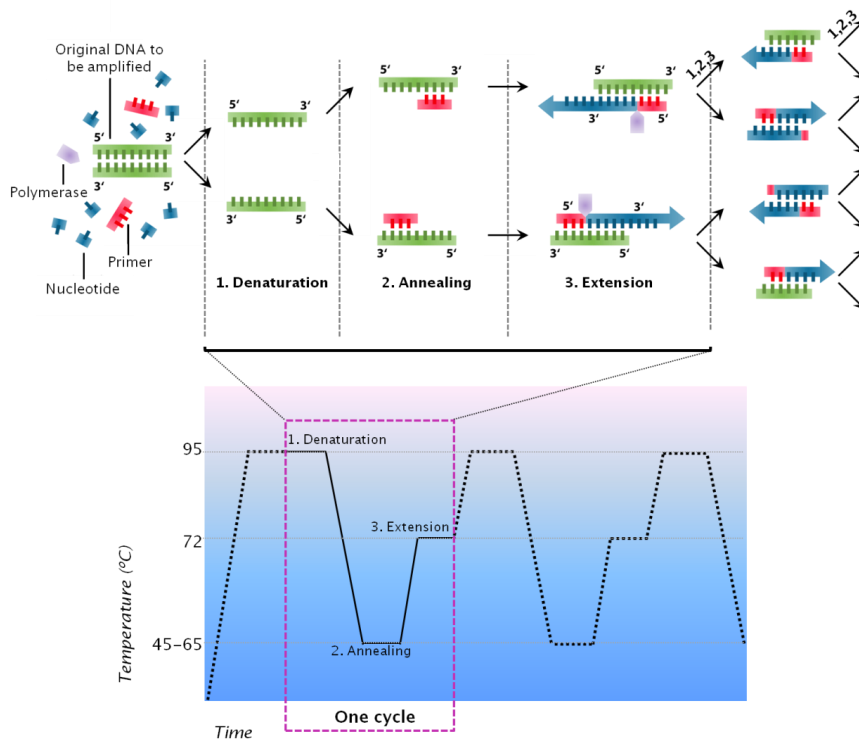 Original DNA to
be amplified
5’ 3’
3’ 5’
Polymerase
Primer
Nucleotide
5’ 3’
3’ 5’
1. Denaturation
5’ 3’
3’ 5’
2. Annealing
5’ 3’
3’ 5’
5’ 3’
3’ 5’
3. Extension
1,2,3
1,2,3
95
72
45–65
Temperature (°C)
1. Denaturation
3. Extension
2. Annealing
One cycle
Time